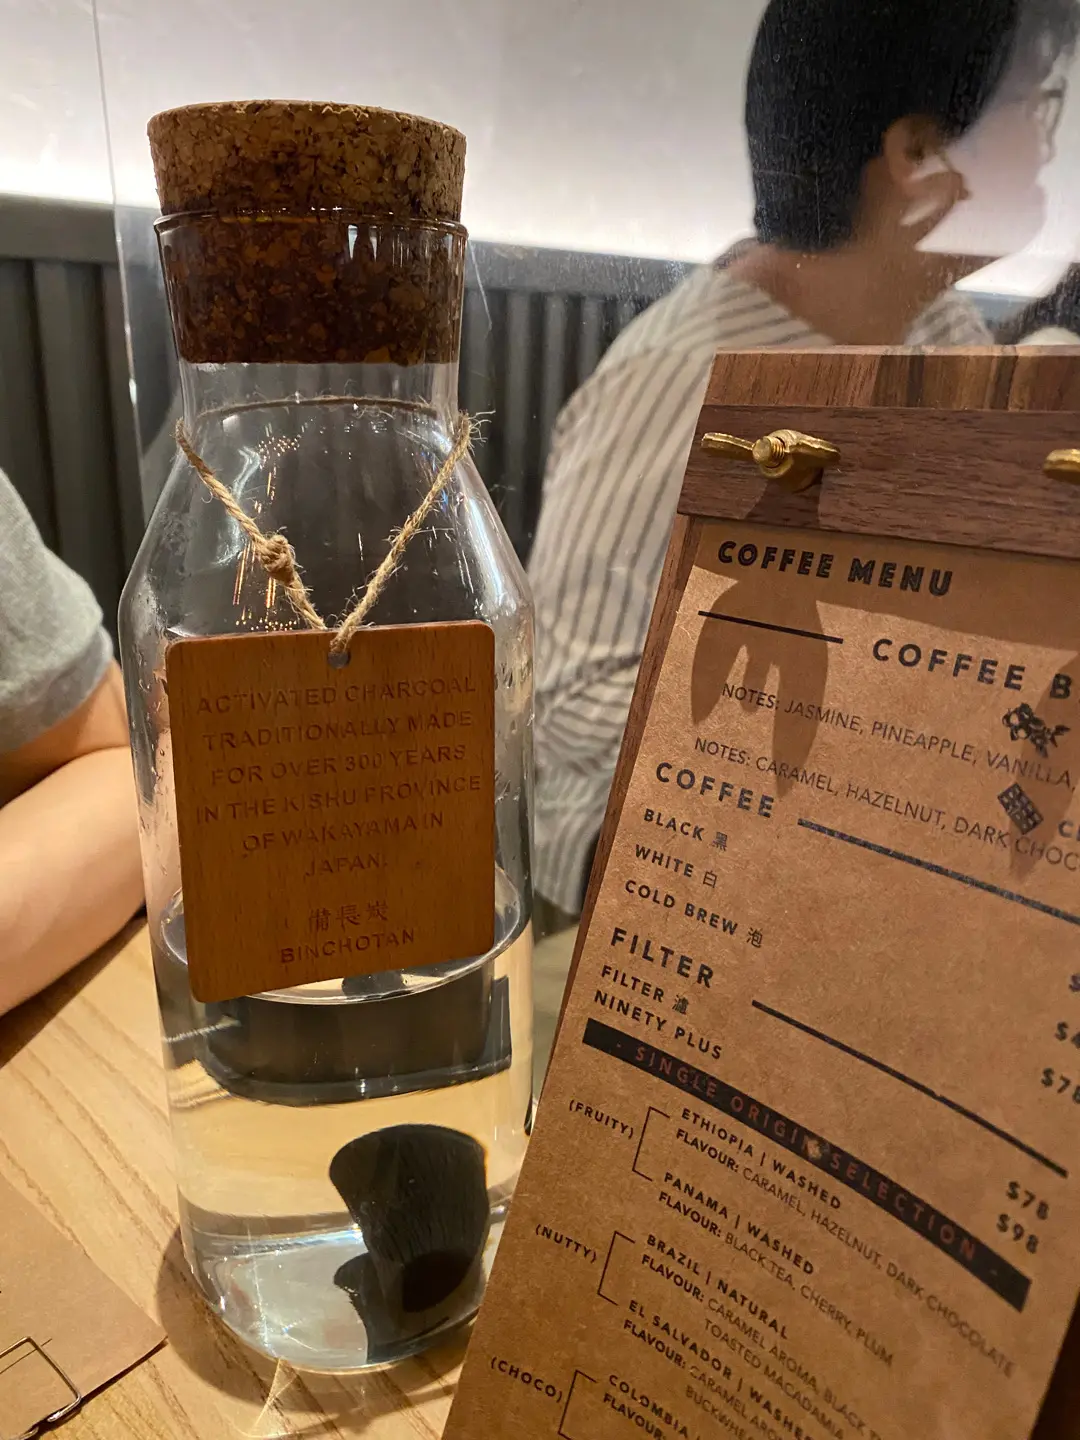 ACTIVATED CHARCOAL
TRADITIONALLY MADE
FOR OVER 300 YEARS
IN THE KISHU PROVINCE
OF WAKAYAMA IN
JAPAN.
備長炭
BINCHOTAN
COFFEE MENU
COFFEE B
NOTES: JASMINE, PINEAPPLE, VANILLA,
NOTES: CARAMEL, HAZELNUT, DARK CHOC
COFFEE
BLACK 黑
WHITE 白
COLD BREW 泡
FILTER
FILTER 濾 $78
NINETY PLUS $98
- SINGLE ORIGIN SELECTION -
(FRUITY)
ETHIOPIA | WASHED
FLAVOUR: CARAMEL, HAZELNUT, DARK CHOCOLATE
PANAMA | WASHED
FLAVOUR: BLACK TEA, CHERRY, PLUM
(NUTTY)
BRAZIL | NATURAL
FLAVOUR: CARAMEL AROMA, BLACK
TOASTED MACADAMIA
EL SALVADOR | WASHED
FLAVOUR: CARAMEL
(CHOCO)
COLOMBIA
FLAVOUR: